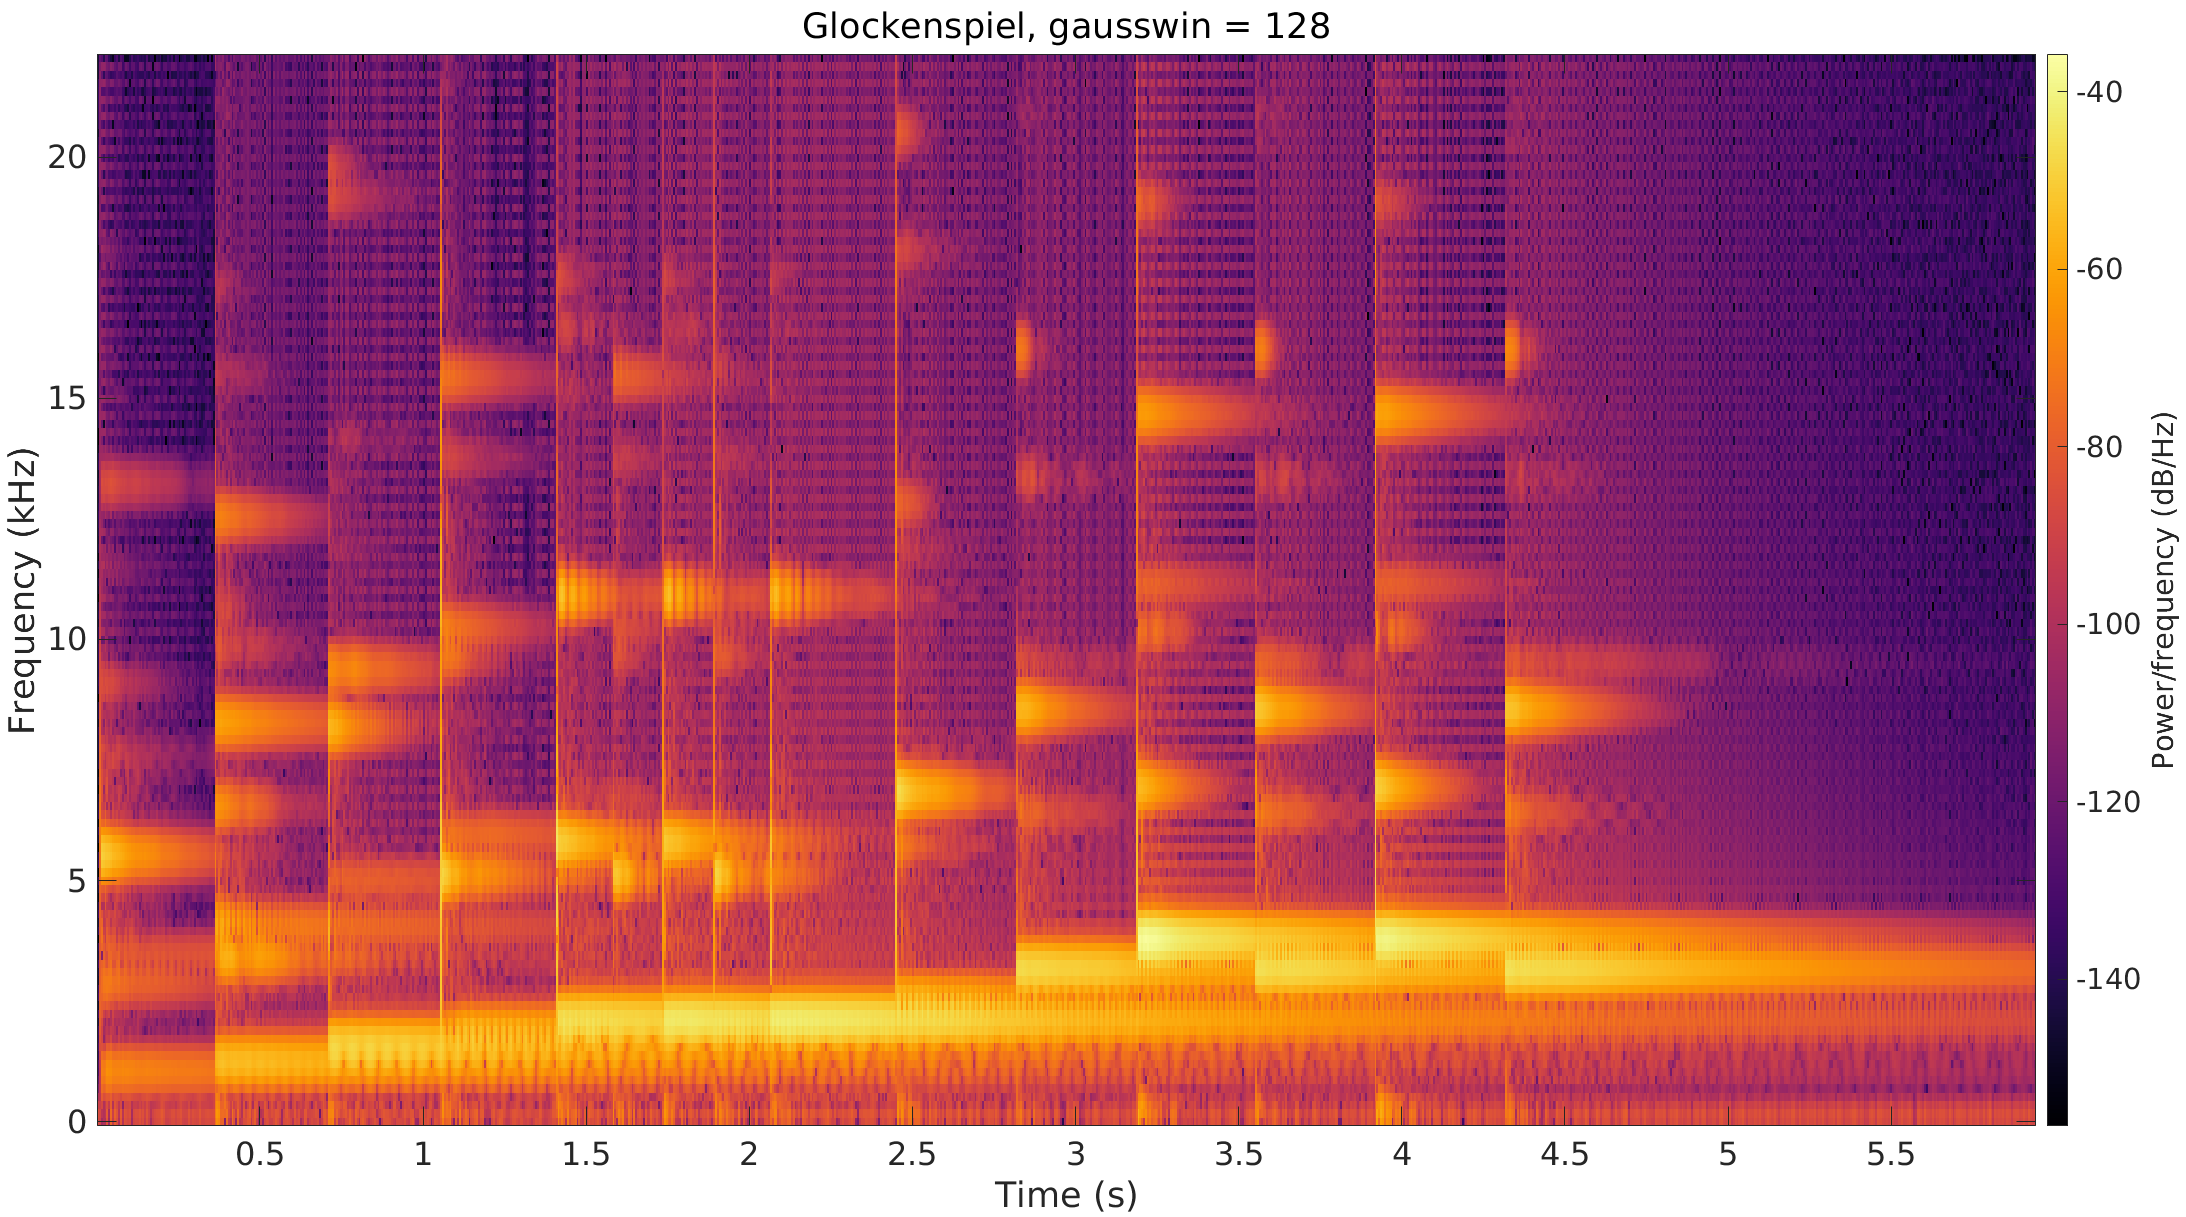 Glockenspiel, gausswin = 128
Frequency (kHz)
20
15
10
5
0
0.5 1 1.5 2 2.5 3 3.5 4 4.5 5 5.5
Time (s)
-40
-60
-80
-100
-120
-140
Power/frequency (dB/Hz)